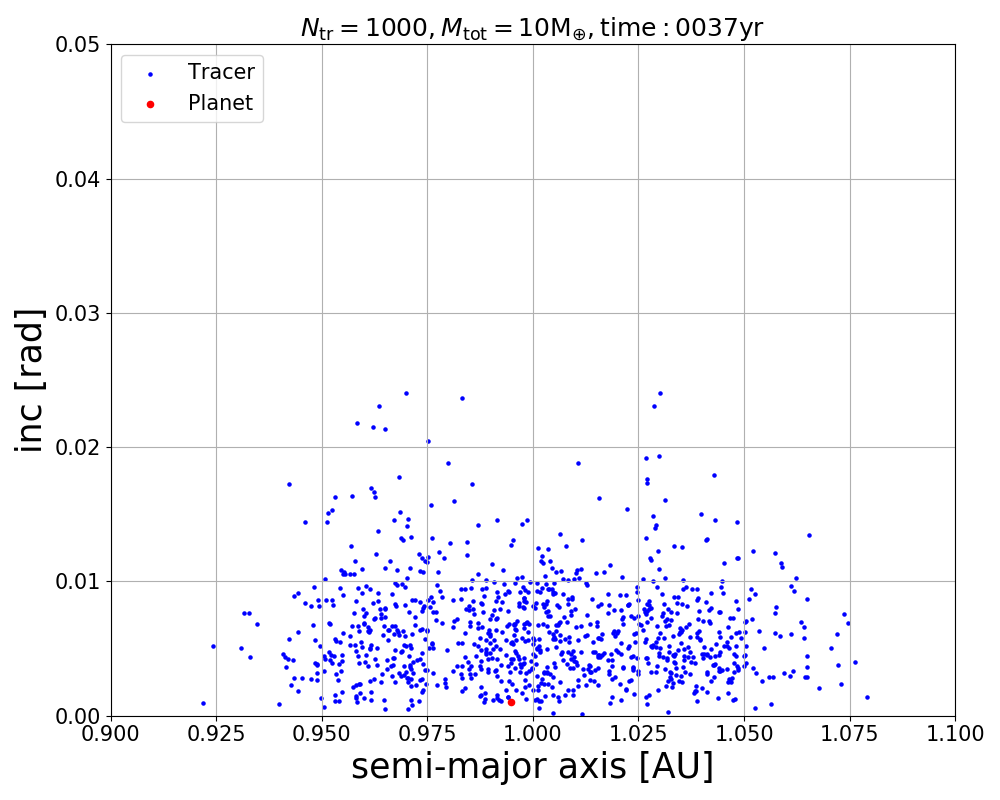 N_tr = 1000, M_tot = 10M_⊕, time : 0037yr
0.05
Tracer
Planet
0.04
0.03
0.02
0.01
0.00
inc [rad]
0.900 0.925 0.950 0.975 1.000 1.025 1.050 1.075 1.100
semi-major axis [AU]